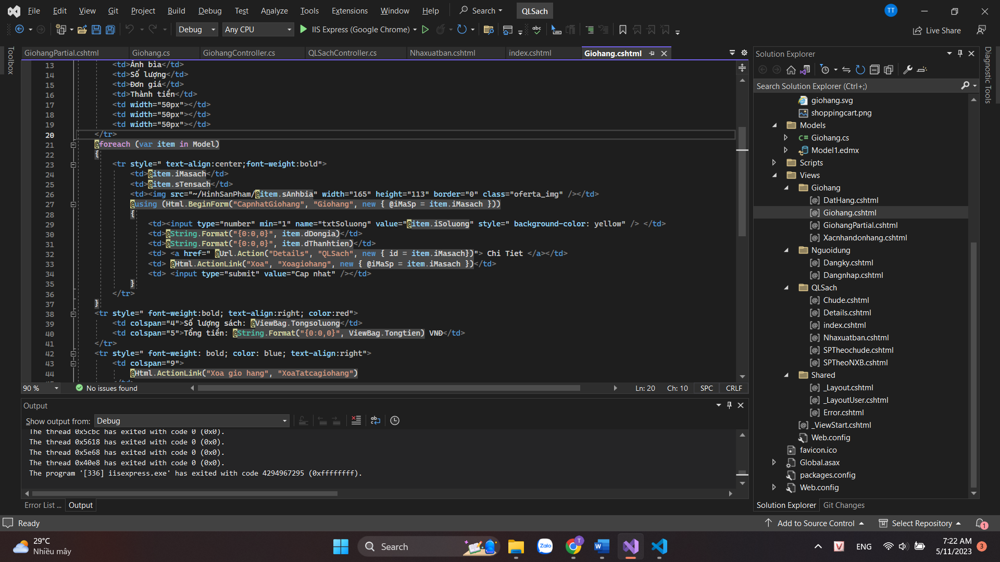 File Edit View Git Project Build Debug Test Analyze Tools Extensions Window Help Search QLSach TT
Debug Any CPU IIS Express (Google Chrome) Live Share
Toolbox
GiohangPartial.cshtml Giohang.cs GiohangController.cs QLSachController.cs Nhaxuatban.cshtml index.cshtml Giohang.cshtml
13 <td>Ảnh bìa</td>
14 <td>Số lượng</td>
15 <td>Đơn giá</td>
16 <td>Thành tiền</td>
17 <td width="50px"></td>
18 <td width="50px"></td>
19 <td width="50px"></td>
20 </tr>
21 @foreach (var item in Model)
22 {
23 <tr style=" text-align:center;font-weight:bold">
24 <td>@item.iMasach</td>
25 <td>@item.sTensach</td>
26 <td><img src="~/HinhSanPham/@item.sAnhbia" width="165" height="113" border="0" class="oferta_img" /></td>
27 @using (Html.BeginForm("CapnhatGiohang", "Giohang", new { @iMaSp = item.iMasach }))
28 {
29 <td><input type="number" min="1" name="txtSoluong" value="@item.iSoluong" style=" background-color: yellow" /> </td>
30 <td>@String.Format("{0:0,0}", item.dDongia)</td>
31 <td>@String.Format("{0:0,0}", item.dThanhtien)</td>
32 <td> <a href=" @Url.Action("Details", "QLSach", new { id = item.iMasach})"> Chi Tiet </a></td>
33 <td> @Html.ActionLink("Xoa", "Xoagiohang", new { @iMaSp = item.iMasach })</td>
34 <td> <input type="submit" value="Cap nhat" /></td>
35 }
36 </tr>
37 }
38 <tr style=" font-weight:bold; text-align:right; color:red">
39 <td colspan="4">Số lượng sách: @ViewBag.Tongsoluong</td>
40 <td colspan="5">Tổng tiền: @String.Format("{0:0,0}", ViewBag.Tongtien) VNĐ</td>
41 </tr>
42 <tr style=" font-weight: bold; color: blue; text-align:right">
43 <td colspan="9">
44 @Html.ActionLink("Xoa gio hang", "XoaTatcagiohang")
90 % No issues found Ln: 20 Ch: 10 SPC CRLF
Output
Show output from: Debug
The thread 0x5cbc has exited with code 0 (0x0).
The thread 0x5618 has exited with code 0 (0x0).
The thread 0x5e68 has exited with code 0 (0x0).
The thread 0x40e8 has exited with code 0 (0x0).
The program '[336] iisexpress.exe' has exited with code 4294967295 (0xffffffff).
Error List ... Output
Solution Explorer
Search Solution Explorer (Ctrl+;)
giohang.svg
shoppingcart.png
Models
C# Giohang.cs
Model1.edmx
Scripts
Views
Giohang
[@] DatHang.cshtml
[@] Giohang.cshtml
[@] GiohangPartial.cshtml
[@] Xacnhandonhang.cshtml
Nguoidung
[@] Dangky.cshtml
[@] Dangnhap.cshtml
QLSach
[@] Chude.cshtml
[@] Details.cshtml
[@] index.cshtml
[@] Nhaxuatban.cshtml
[@] SPTheochude.cshtml
[@] SPTheoNXB.cshtml
Shared
[@] _Layout.cshtml
[@] _LayoutUser.cshtml
[@] Error.cshtml
[@] _ViewStart.cshtml
Web.config
favicon.ico
Global.asax
packages.config
Web.config
Solution Explorer Git Changes
Diagnostic Tools
Ready Add to Source Control Select Repository 1
29°C
Nhiều mây
Search Zalo T W V ENG
7:22 AM
5/11/2023
3